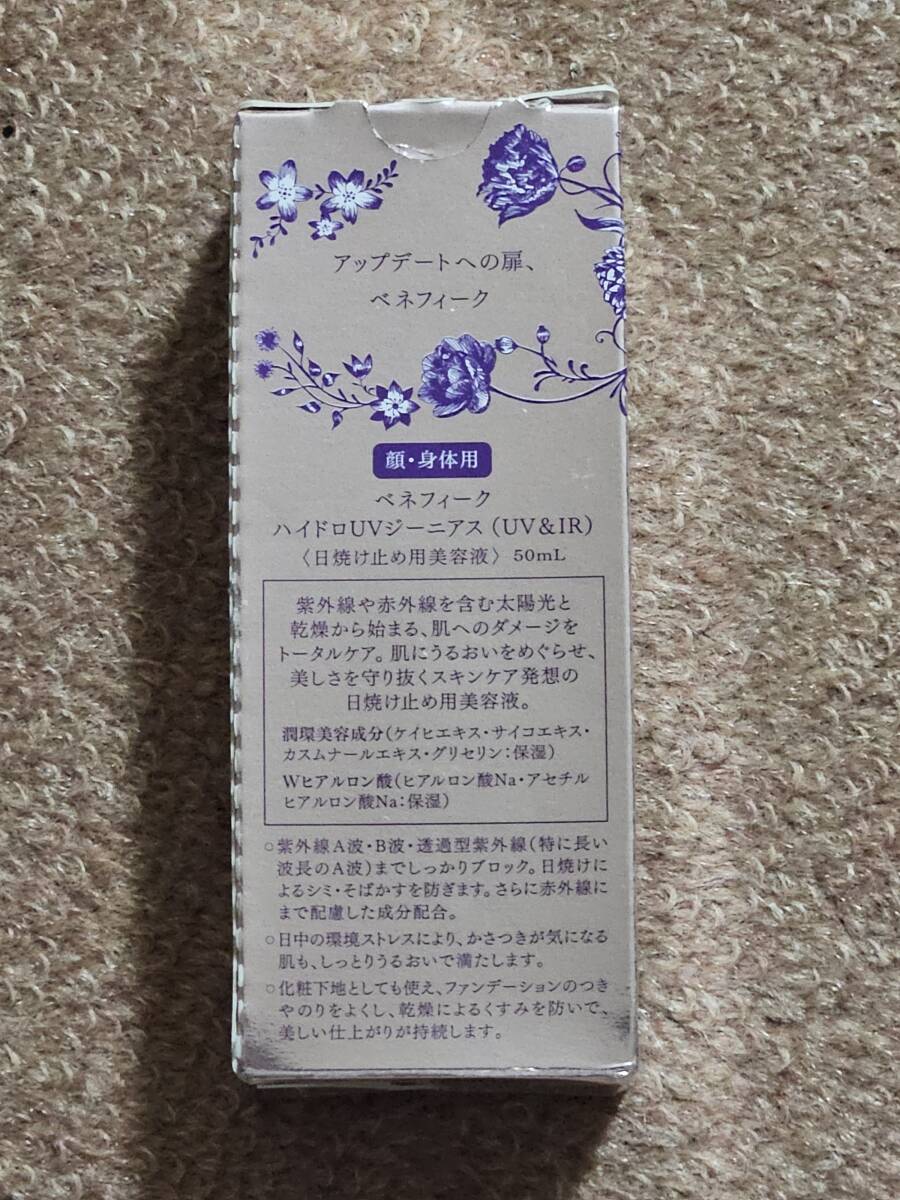 アップデートへの扉、
ベネフィーク
顔・身体用
ベネフィーク
ハイドロUVジーニアス（UV＆IR）
〈日焼け止め用美容液〉 50mL
紫外線や赤外線を含む太陽光と
乾燥から始まる、肌へのダメージを
トータルケア。肌にうるおいをめぐらせ、
美しさを守り抜くスキンケア発想の
日焼け止め用美容液。
潤環美容成分（ケイヒエキス・サイコエキス・
カスムナールエキス・グリセリン：保湿）
Wヒアルロン酸（ヒアルロン酸Na・アセチル
ヒアルロン酸Na：保湿）
○紫外線A波・B波・透過型紫外線（特に長い
波長のA波）までしっかりブロック。日焼けに
よるシミ・そばかすを防ぎます。さらに赤外線に
まで配慮した成分配合。
○日中の環境ストレスにより、かさつきが気になる
肌も、しっとりうるおいで満たします。
○化粧下地としても使え、ファンデーションのつき
やのりをよくし、乾燥によるくすみを防いで、
美しい仕上がりが持続します。